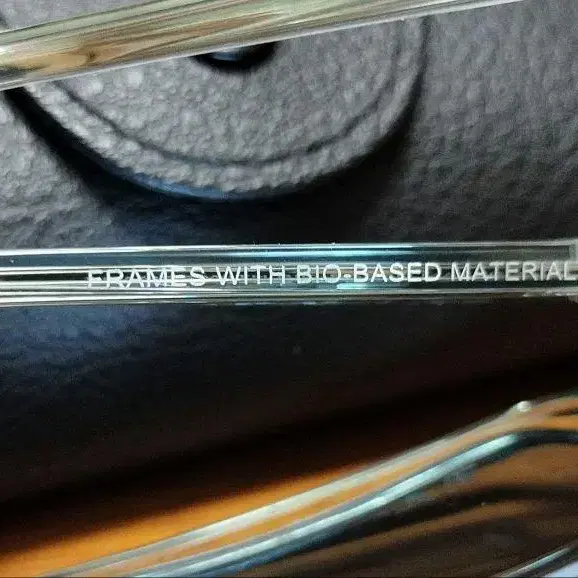 FRAMES WITH BIO-BASED MATERIAL